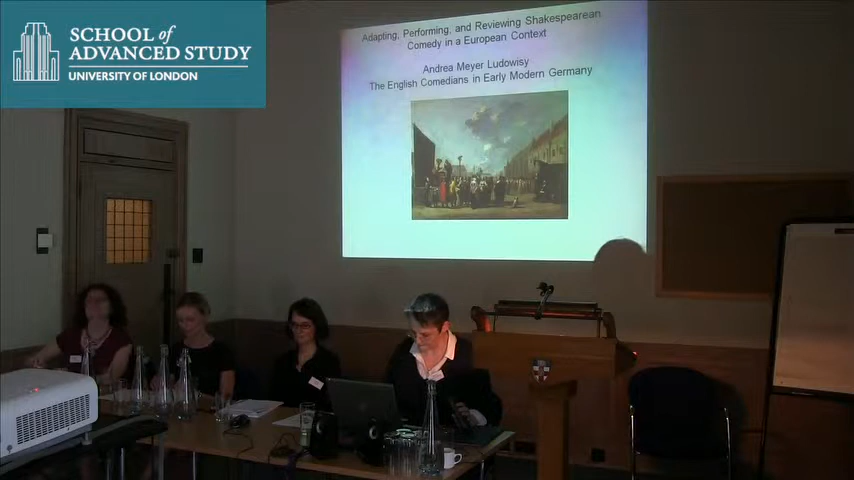 SCHOOL of
ADVANCED STUDY
UNIVERSITY OF LONDON
Adapting, Performing, and Reviewing Shakespearean
Comedy in a European Context
Andrea Meyer Ludowisy
The English Comedians in Early Modern Germany